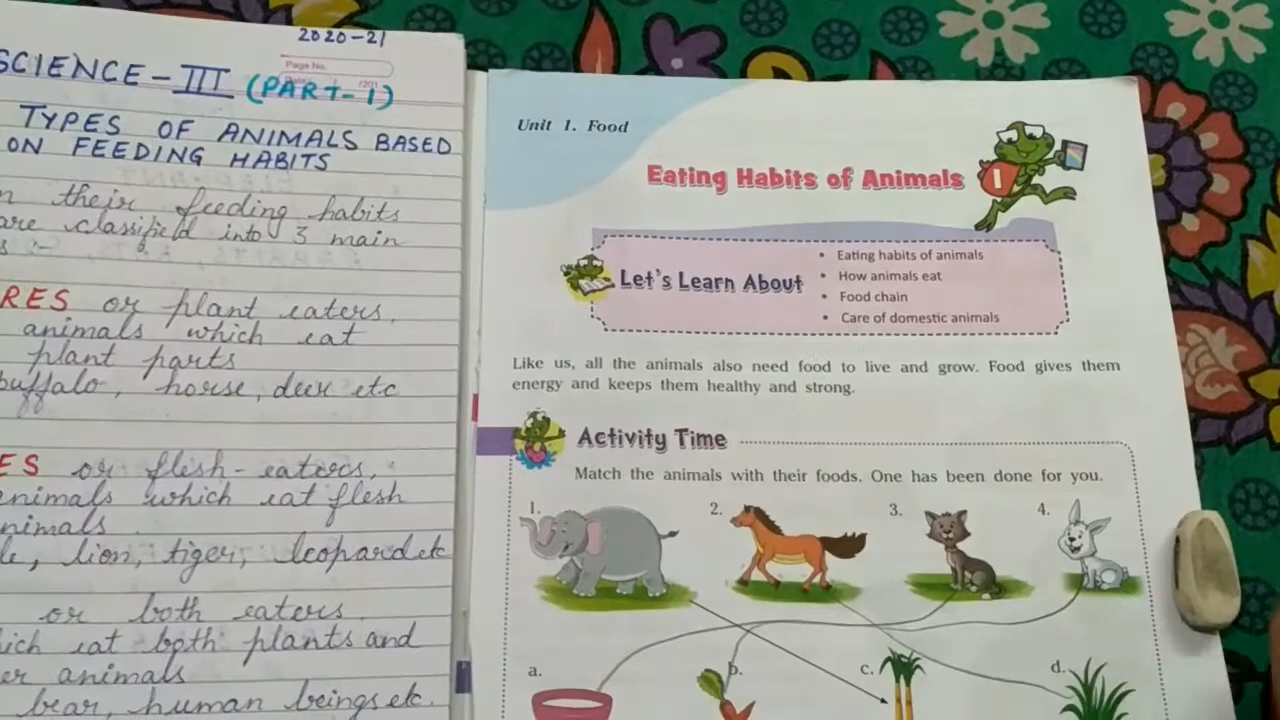 2020-21
Page No.
SCIENCE-III (PART-1)
TYPES OF ANIMALS BASED
ON FEEDING HABITS
their feeding habits
are classified into 3 main
:-
RES or plant eaters,
animals which eat
plant parts
buffalo, horse, deer etc
ES or flesh-eaters,
animals which eat flesh
nimals
le, lion, tiger, leopard etc
or both eaters
ich eat both plants and
er animals
bear, human beings etc.
Unit 1. Food
Eating Habits of Animals
1
Let's Learn About
• Eating habits of animals
• How animals eat
• Food chain
• Care of domestic animals
Like us, all the animals also need food to live and grow. Food gives them
energy and keeps them healthy and strong.
Activity Time
Match the animals with their foods. One has been done for you.
1. 2. 3. 4.
a. b. c. d.